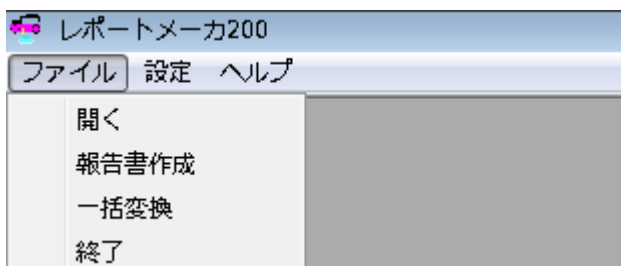 レポートメーカ200
ファイル 設定 ヘルプ
開く
報告書作成
一括変換
終了